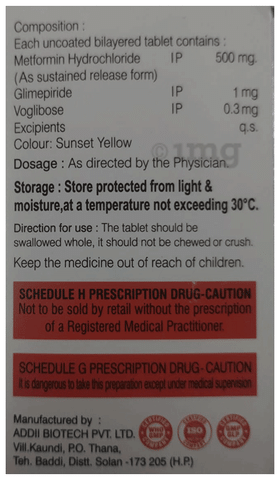 Composition :
Each uncoated bilayered tablet contains :
Metformin Hydrochloride IP 500 mg.
(As sustained release form)
Glimepiride IP 1 mg
Voglibose IP 0.3 mg
Excipients q.s.
Colour: Sunset Yellow
1mg
Dosage : As directed by the Physician.
Storage : Store protected from light &
moisture,at a temperature not exceeding 30°C.
Direction for use : The tablet should be
swallowed whole, it should not be chewed or crush.
Keep the medicine out of reach of children.
SCHEDULE H PRESCRIPTION DRUG-CAUTION
Not to be sold by retail without the prescription
of a Registered Medical Practitioner.
SCHEDULE G PRESCRIPTION DRUG- CAUTION
It is dangerous to take this preparation except under medical supervision
Manufactured by :
ADDII BIOTECH PVT. LTD.
Vill.Kaundi, P.O. Thana,
Teh. Baddi, Distt. Solan -173 205 (H.P.)
WHO
GMP
ISO
GMP
GLP